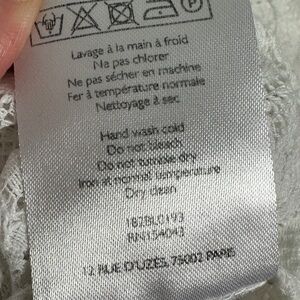 Lavage à la main à froid
Ne pas chlorer
Ne pas sécher en machine
Fer à température normale
Nettoyage à sec
Hand wash cold
Do not bleach
Do not tumble dry
Iron at normal temperature
Dry clean
182BL0193
RN154043
12 RUE D'UZÈS, 75002 PARIS